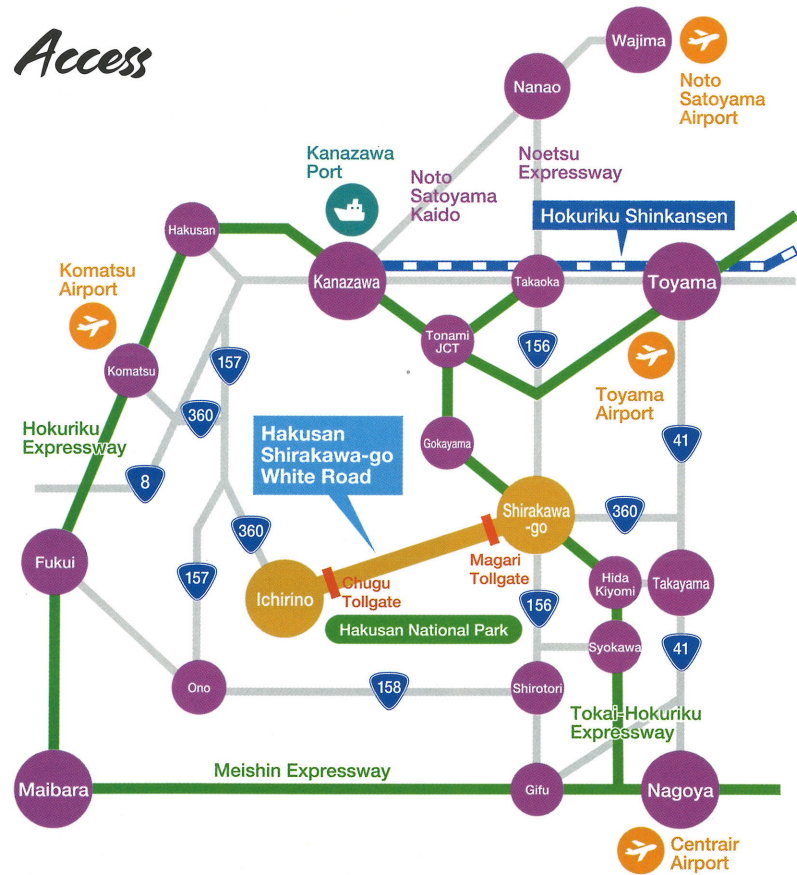 Access
Wajima
Noto
Satoyama
Airport
Nanao
Kanazawa
Port
Noto
Satoyama
Kaido
Noetsu
Expressway
Hokuriku Shinkansen
Hakusan
Komatsu
Airport
Kanazawa
Takaoka
Toyama
Tonami
JCT
156
Toyama
Airport
Komatsu
157
360
Hokuriku
Expressway
8
Hakusan
Shirakawa-go
White Road
Gokayama
41
Shirakawa
-go
360
360
Magari
Tollgate
Fukui
157
Ichirino
Chugu
Tollgate
Hakusan National Park
Hida
Kiyomi
Takayama
156
Syokawa
41
Ono
158
Shirotori
Tokai-Hokuriku
Expressway
Meishin Expressway
Maibara
Gifu
Nagoya
Centrair
Airport